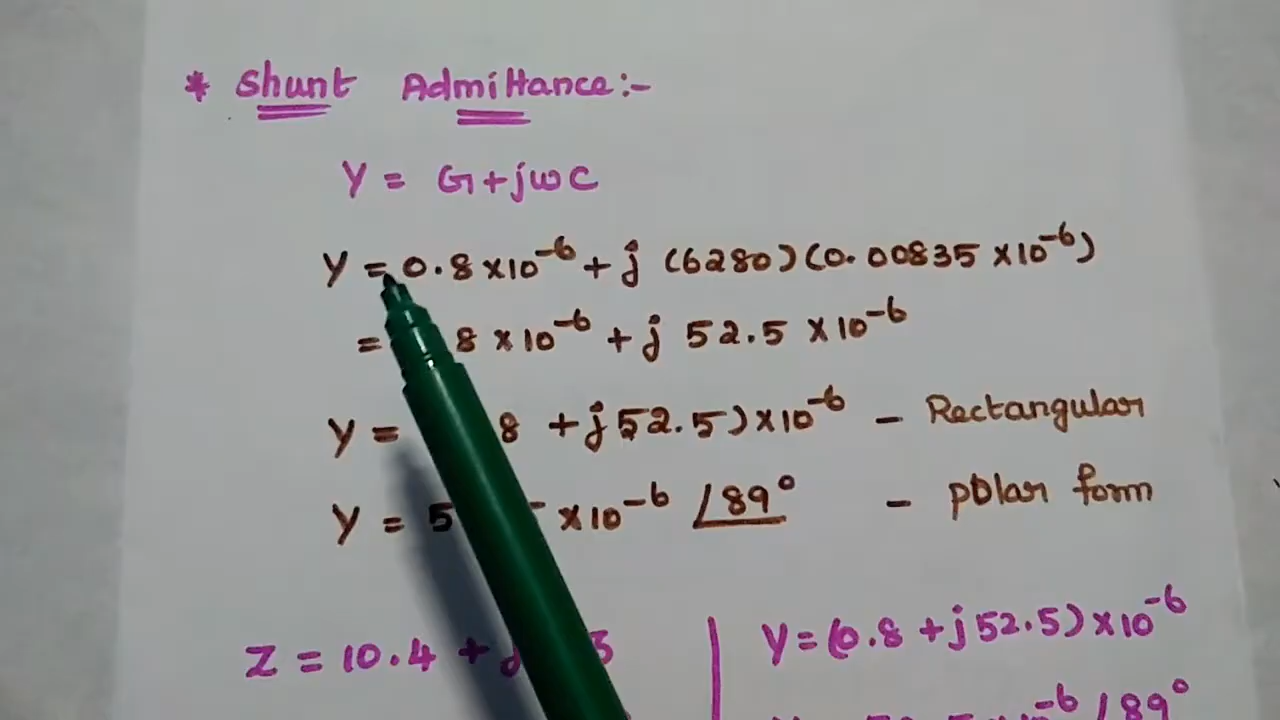 * Shunt Admittance:-
Y = G+jωC
Y = 0.8 ×10⁻⁶ + j (6280) (0.00835 ×10⁻⁶)
= 8 ×10⁻⁶ + j 52.5 ×10⁻⁶
Y = 8 +j52.5)×10⁻⁶ - Rectangular
Y = 5 ×10⁻⁶ ∠89° - polar form
Z = 10.4 +
Y=(0.8 +j52.5)×10⁻⁶
⁻⁶ ∠89°